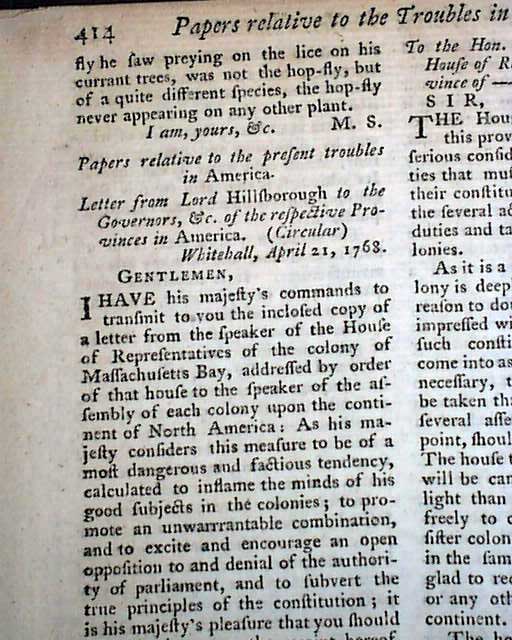 414
Papers relative to the Troubles in
fly he ſaw preying on the lice on his
currant trees, was not the hop-fly, but
of a quite different ſpecies, the hop-fly
never appearing on any other plant.
I am, yours, &c. M. S.
Papers relative to the preſent troubles
in America.
Letter from Lord Hillſborough to the
Governors, &c. of the reſpective Pro-
vinces in America. (Circular)
Whitehall, April 21, 1768.
GENTLEMEN,
I HAVE his majeſty's commands to
tranſmit to you the incloſed copy of
a letter from the ſpeaker of the Houſe
of Repreſentatives of the colony of
Maſſachuſetts Bay, addreſſed by order
of that houſe to the ſpeaker of the aſ-
ſembly of each colony upon the conti-
nent of North America: As his ma-
jeſty conſiders this meaſure to be of a
moſt dangerous and factious tendency,
calculated to inflame the minds of his
good ſubjects in the colonies; to pro-
mote an unwarrantable combination,
and to excite and encourage an open
oppoſition to and denial of the authori-
ty of parliament, and to ſubvert the
true principles of the conſtitution; it
is his majeſty's pleaſure that you ſhould
To the Hon.
Houſe of R
vince of —
SIR,
THE Hou
this prov
ſerious conſid
ties that muſ
their conſtitu
the ſeveral a
duties and ta
lonies.
As it is a
lony is deep
reaſon to do
impreſſed wi
ſuch conſti
come into aſ
neceſſary, t
be taken tha
ſeveral aſſe
point, ſhoul
The houſe t
will be can
light than
freely to c
ſiſter colon
in the ſam
glad to rec
or any oth
continent.